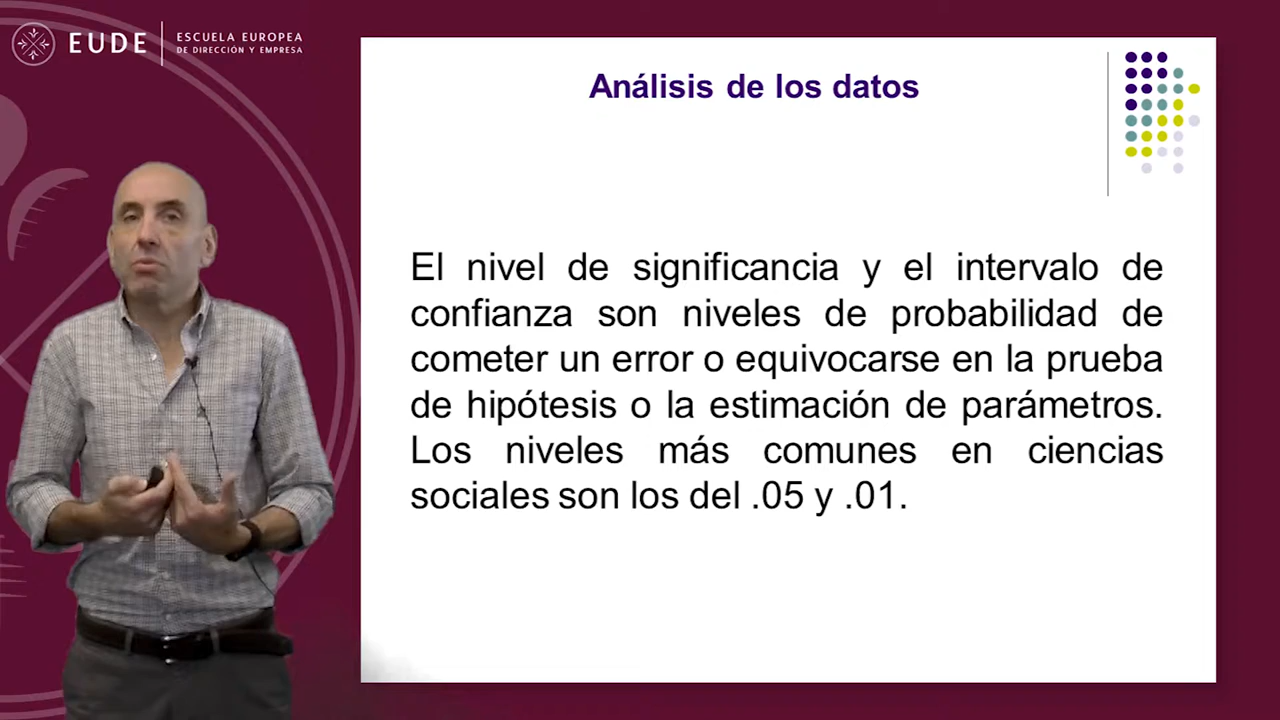 EUDE
ESCUELA EUROPEA
DE DIRECCIÓN Y EMPRESA
Análisis de los datos
El nivel de significancia y el intervalo de
confianza son niveles de probabilidad de
cometer un error o equivocarse en la prueba
de hipótesis o la estimación de parámetros.
Los niveles más comunes en ciencias
sociales son los del .05 y .01.